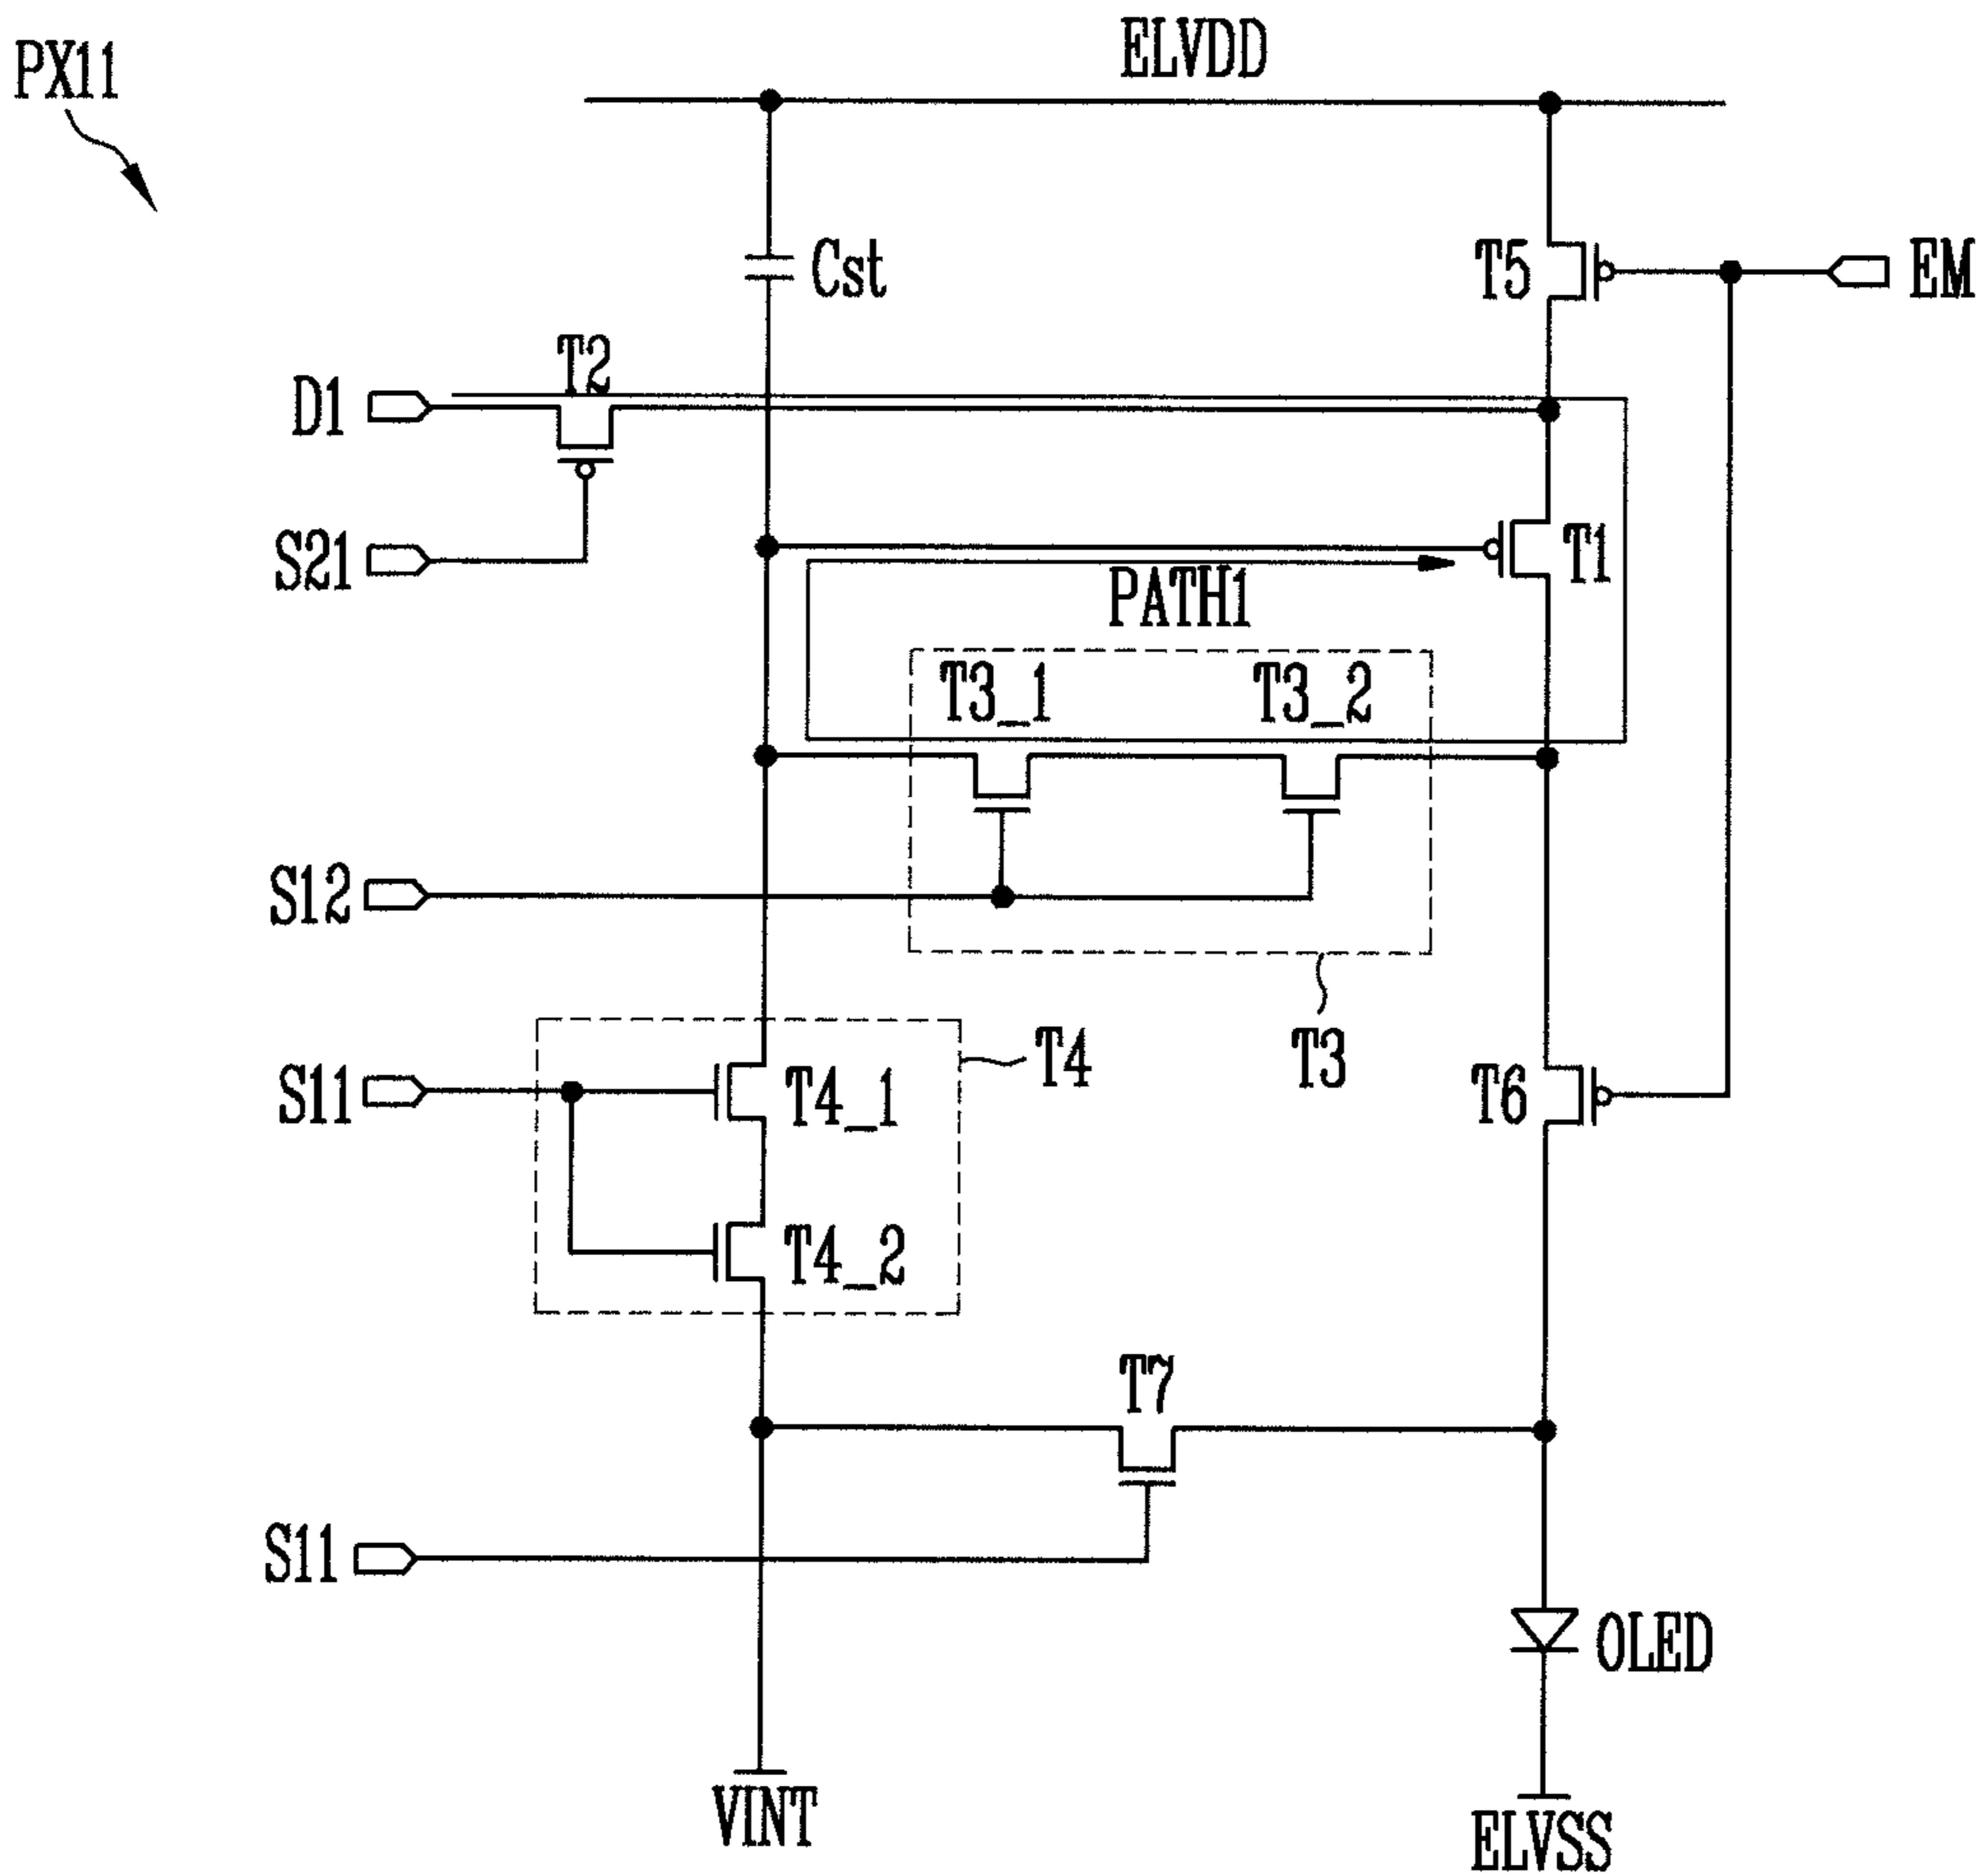 PX11
ELVDD
Cst
T5
EM
T2
D1
S21
T1
PATH1
T3_1
T3_2
S12
T3
S11
T4
T4_1
T6
T4_2
T7
S11
OLED
VINT
ELVSS